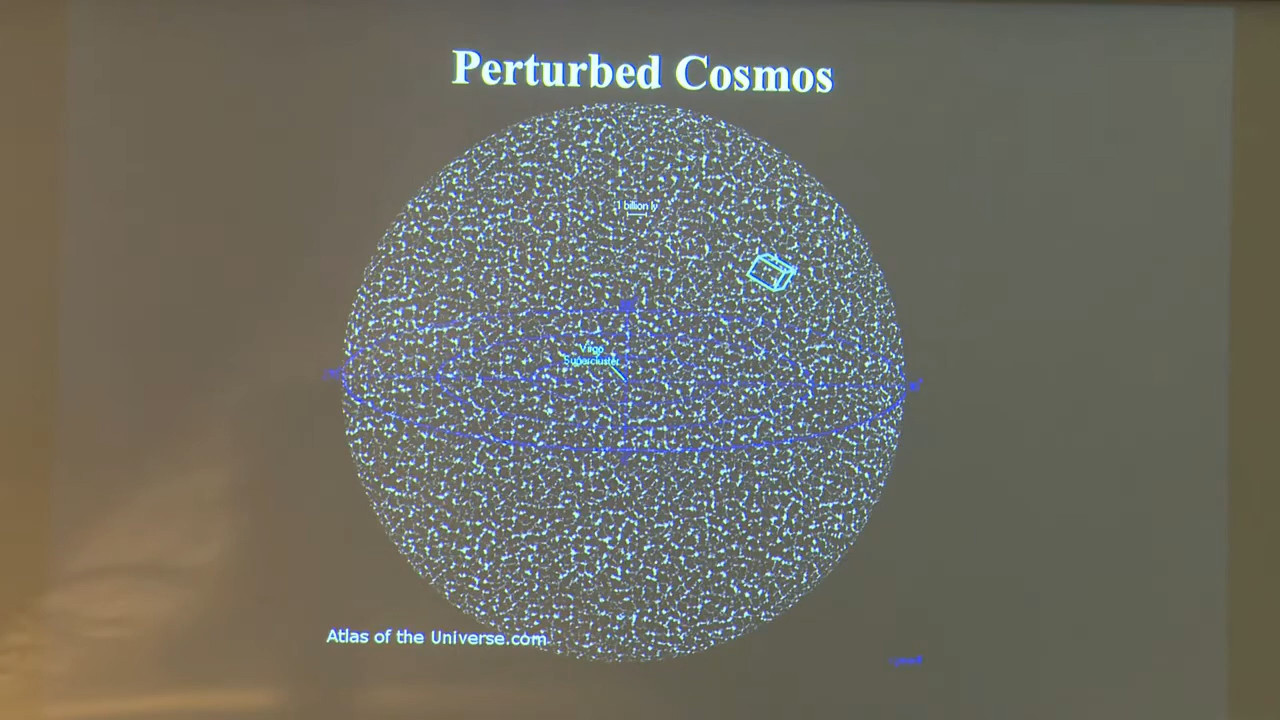 Perturbed Cosmos
1 billion ly
Virgo
Supercluster
Atlas of the Universe.com